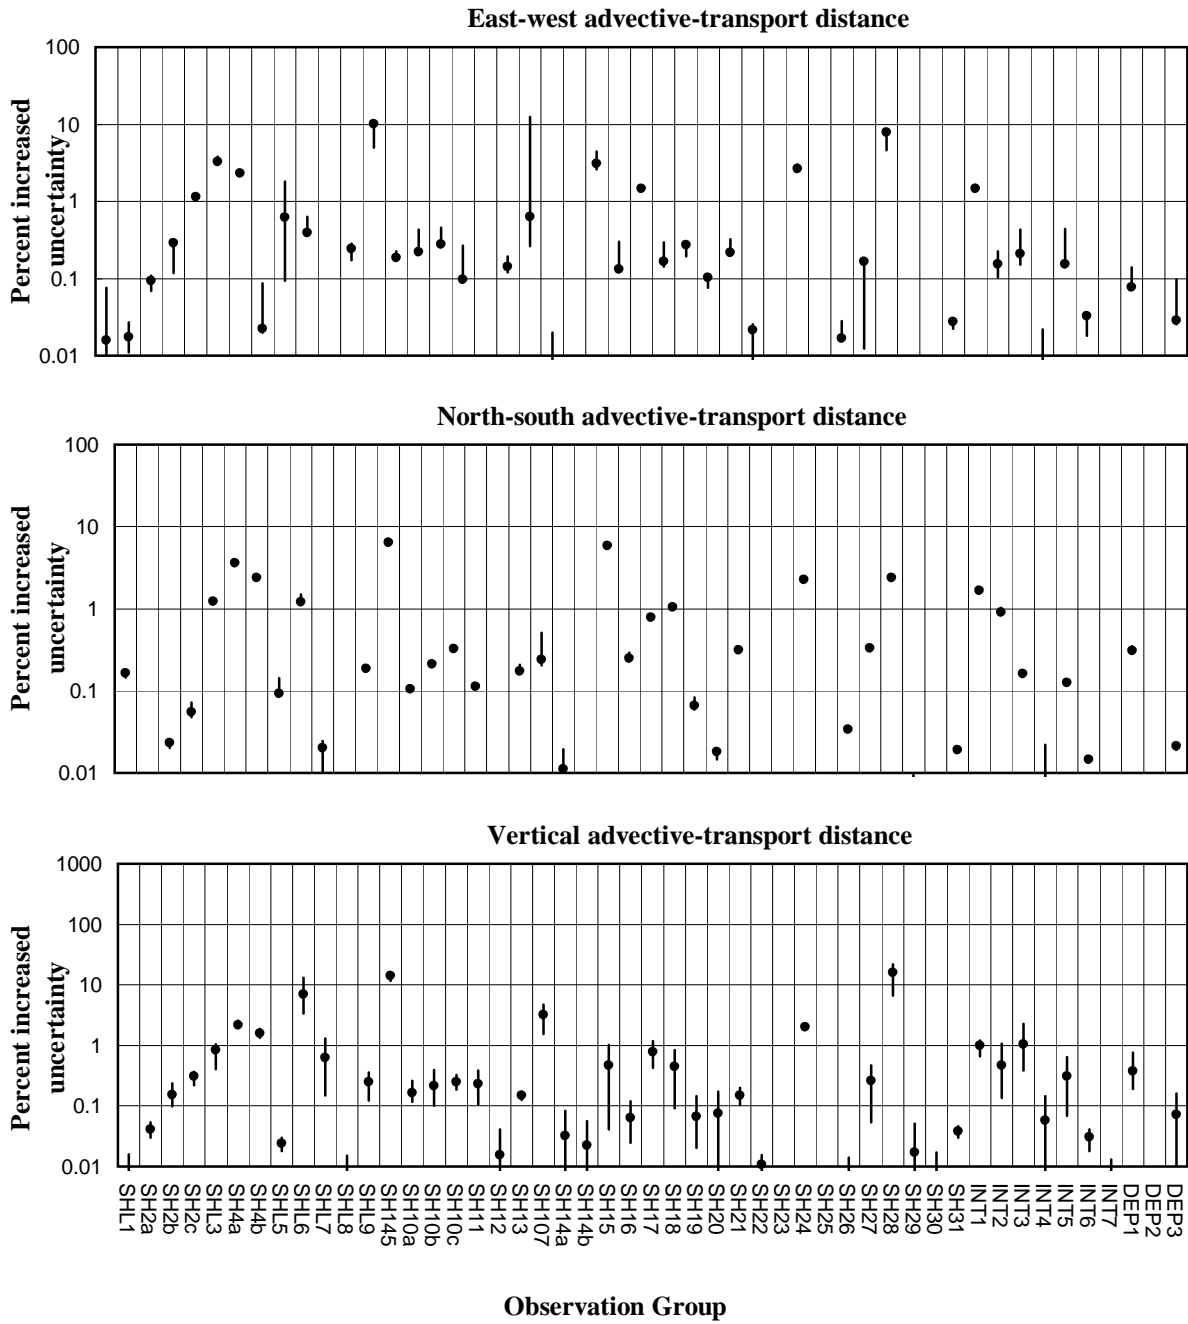 East-west advective-transport distance
100
10
1
0.1
0.01
Percent increased
uncertainty
North-south advective-transport distance
100
10
1
0.1
0.01
Percent increased
uncertainty
Vertical advective-transport distance
1000
100
10
1
0.1
0.01
Percent increased
uncertainty
SHL1
SH2a
SH2b
SH2c
SHL3
SH4a
SH4b
SHL5
SHL6
SHL7
SHL8
SHL9
SH145
SH10a
SH10b
SH10c
SH11
SH12
SH13
SH107
SH14a
SH14b
SH15
SH16
SH17
SH18
SH19
SH20
SH21
SH22
SH23
SH24
SH25
SH26
SH27
SH28
SH29
SH30
SH31
INT1
INT2
INT3
INT4
INT5
INT6
INT7
DEP1
DEP2
DEP3
Observation Group